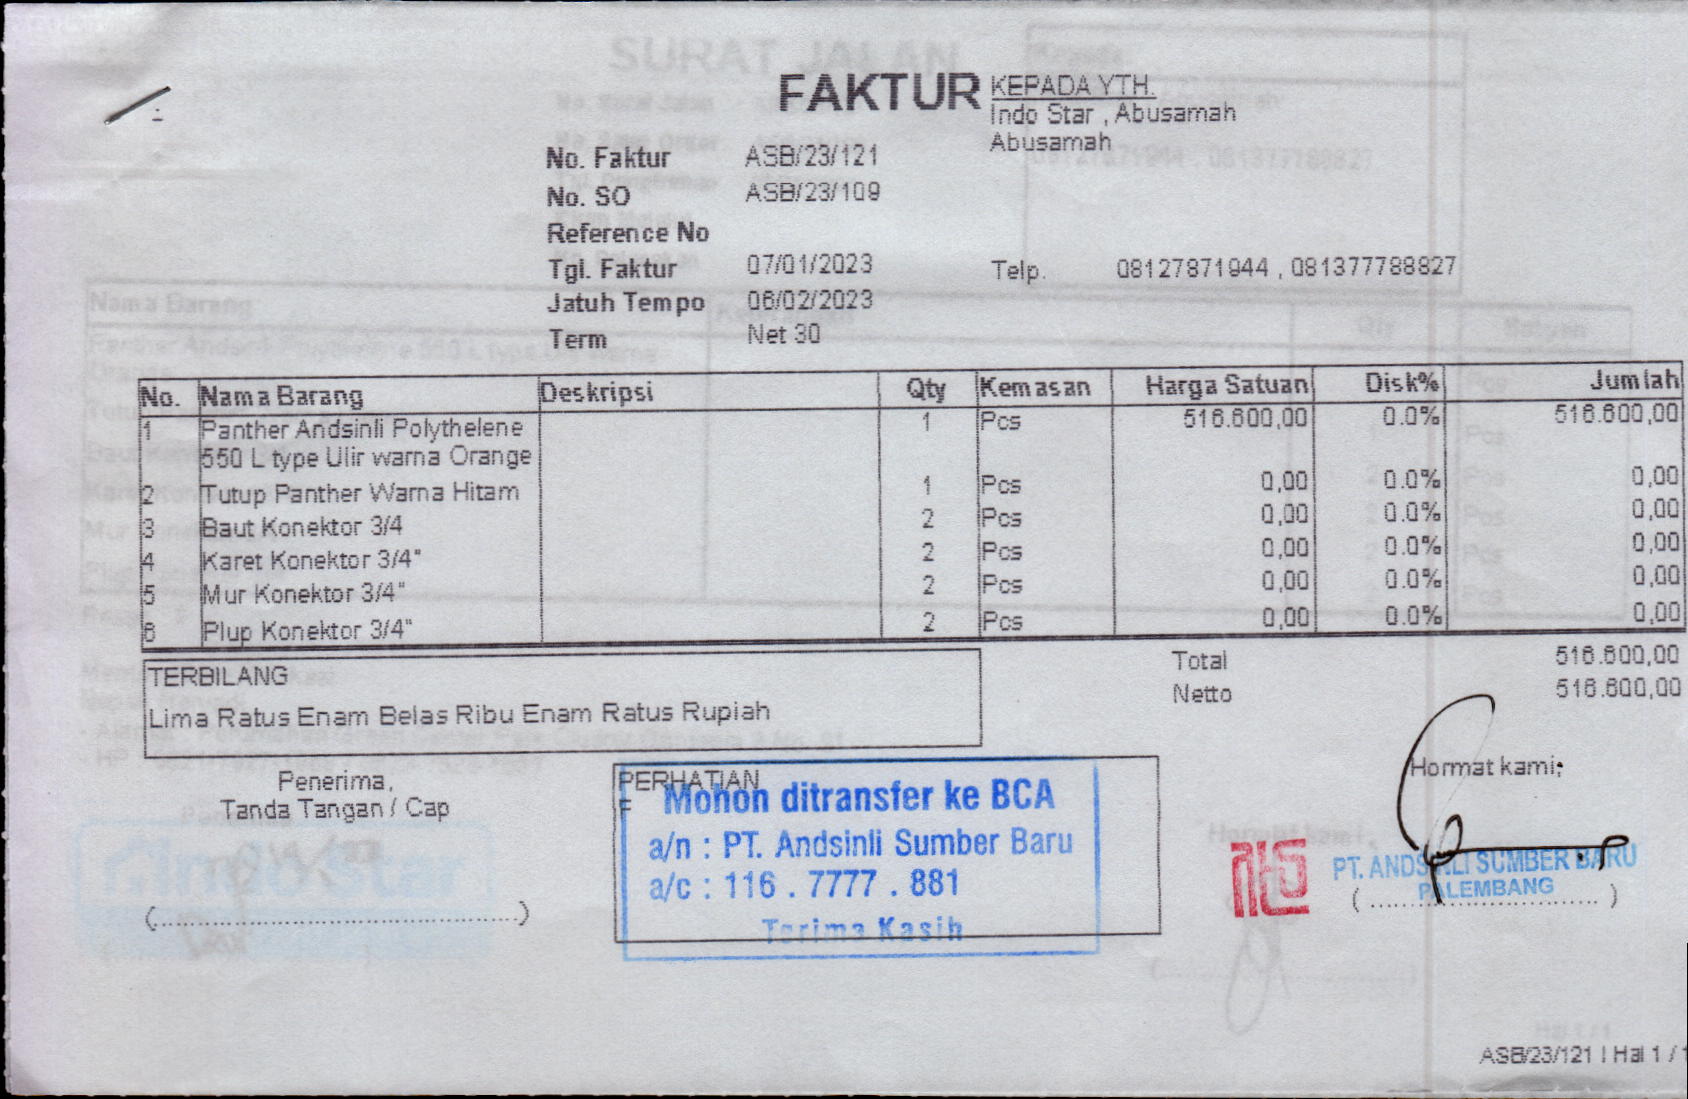 SURAT JALAN
FAKTUR
KEPADA YTH.
Indo Star , Abusamah
Abusamah
No. Faktur ASB/23/121
No. SO ASB/23/109
Reference No
Tgl. Faktur 07/01/2023
Telp. 08127871944 , 081377788827
Jatuh Tempo 06/02/2023
Term Net 30
No. Nama Barang Deskripsi Qty Kemasan Harga Satuan Disk% Jumlah
1 Panther Andsinli Polythelene 1 Pcs 516.600,00 0.0% 516.600,00
550 L type Ulir warna Orange
2 Tutup Panther Warna Hitam 1 Pcs 0,00 0.0% 0,00
3 Baut Konektor 3/4 2 Pcs 0,00 0.0% 0,00
4 Karet Konektor 3/4" 2 Pcs 0,00 0.0% 0,00
5 Mur Konektor 3/4" 2 Pcs 0,00 0.0% 0,00
6 Plup Konektor 3/4" 2 Pcs 0,00 0.0% 0,00
Total 516.600,00
Netto 516.600,00
TERBILANG
Lima Ratus Enam Belas Ribu Enam Ratus Rupiah
Penerima,
Tanda Tangan / Cap
(.......................................)
PERHATIAN
F
Mohon ditransfer ke BCA
a/n : PT. Andsinli Sumber Baru
a/c : 116 . 7777 . 881
Terima Kasih
Hormat kami,
PT. ANDSINLI SUMBER BARU
PALEMBANG
(.................................)
IndoStar
ASB/23/121 | Hal 1 / 1